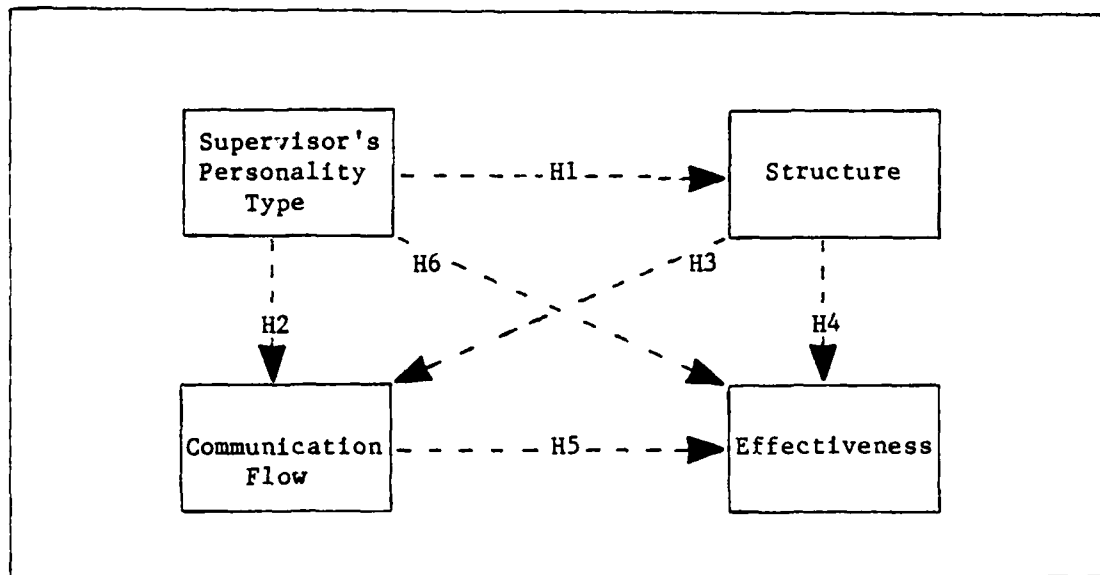 Supervisor's
Personality
Type
H1
Structure
H6
H3
H2
H4
Communication
Flow
H5
Effectiveness